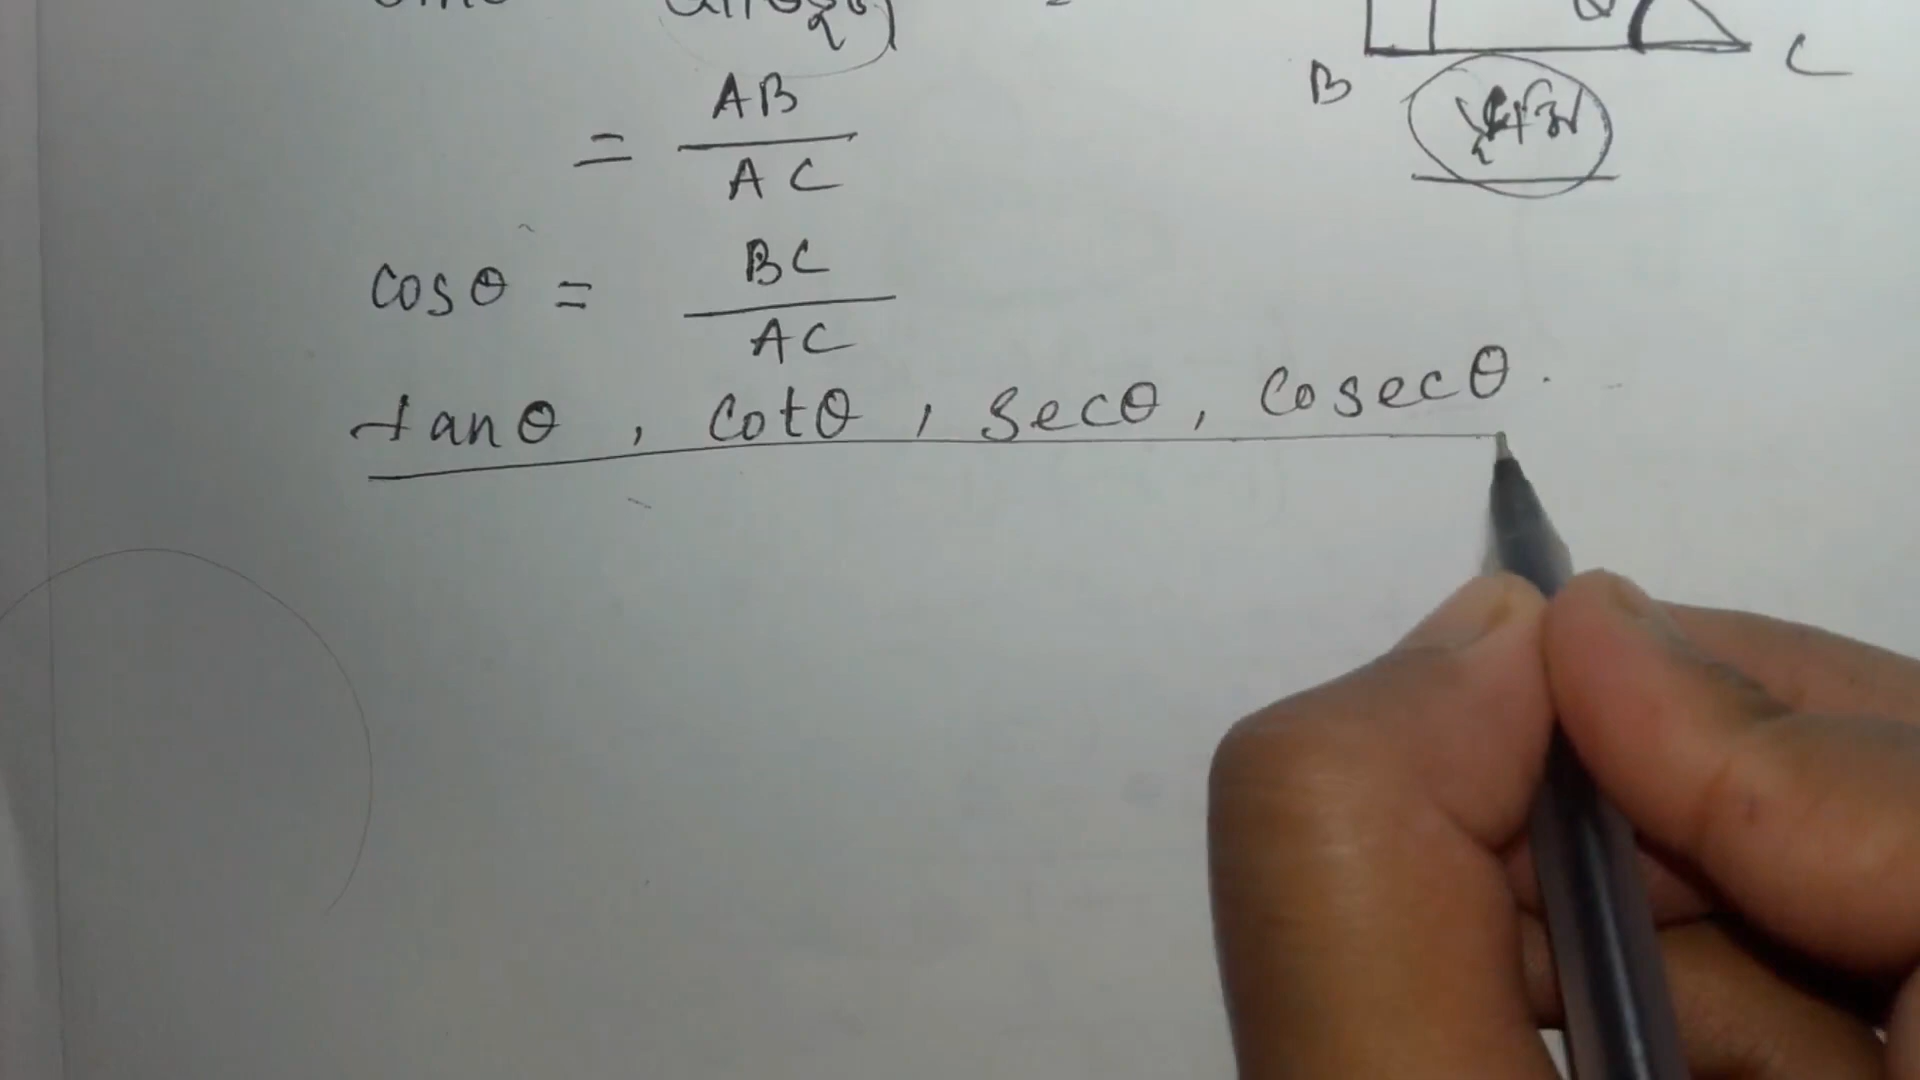 B C
= AB / AC
cosθ = BC / AC
tanθ , cotθ , secθ , cosecθ .